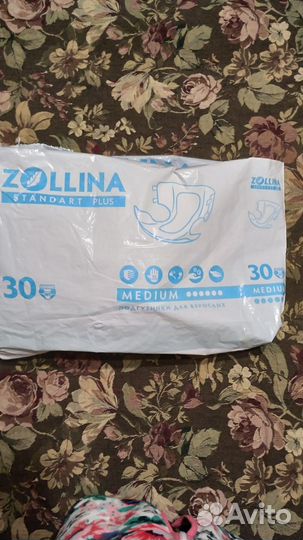 ZOLLINA
STANDART PLUS
30
MEDIUM
ПОДГУЗНИКИ ДЛЯ ВЗРОСЛЫХ
ZOLLINA
30
MEDIUM
Avito